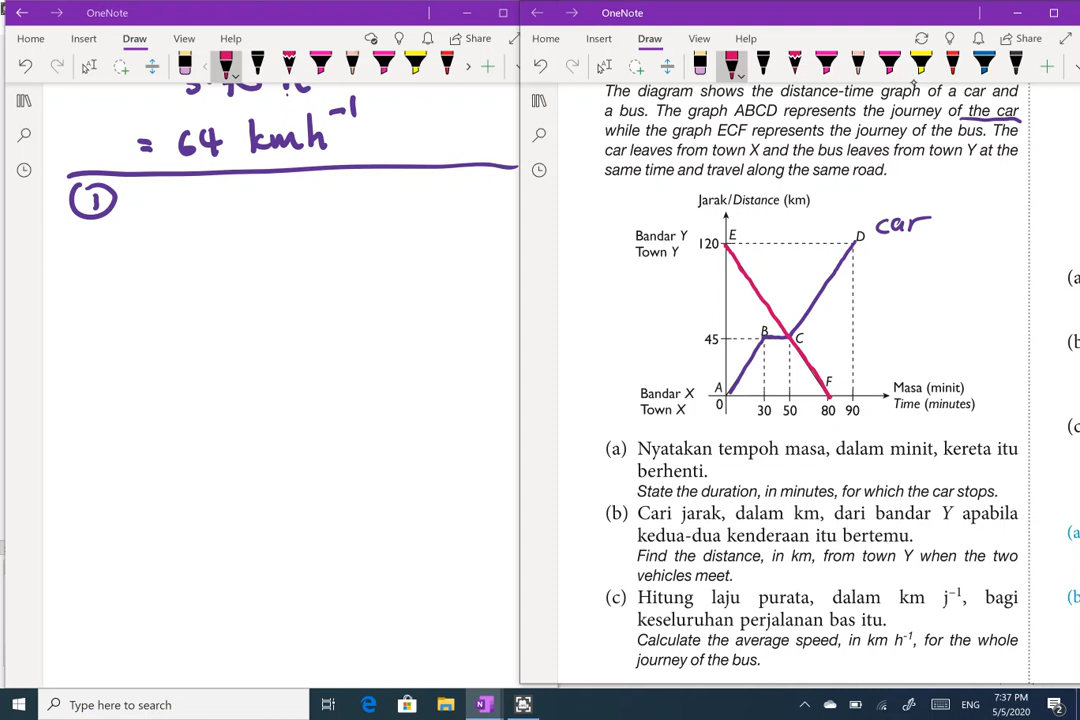 OneNote
OneNote
Home Insert Draw View Help Share
Home Insert Draw View Help Share
= 64 kmh⁻¹
①
The diagram shows the distance-time graph of a car and
a bus. The graph ABCD represents the journey of the car
while the graph ECF represents the journey of the bus. The
car leaves from town X and the bus leaves from town Y at the
same time and travel along the same road.
Jarak/Distance (km)
car
Bandar Y
Town Y
120
E
D
45
B
C
A
F
Bandar X
Town X
0
30 50 80 90
Masa (minit)
Time (minutes)
(a) Nyatakan tempoh masa, dalam minit, kereta itu
berhenti.
State the duration, in minutes, for which the car stops.
(b) Cari jarak, dalam km, dari bandar Y apabila
kedua-dua kenderaan itu bertemu.
Find the distance, in km, from town Y when the two
vehicles meet.
(c) Hitung laju purata, dalam km j⁻¹, bagi
keseluruhan perjalanan bas itu.
Calculate the average speed, in km h⁻¹, for the whole
journey of the bus.
(a
(b
(c
(a
(b
Type here to search
ENG
7:37 PM
5/5/2020
2